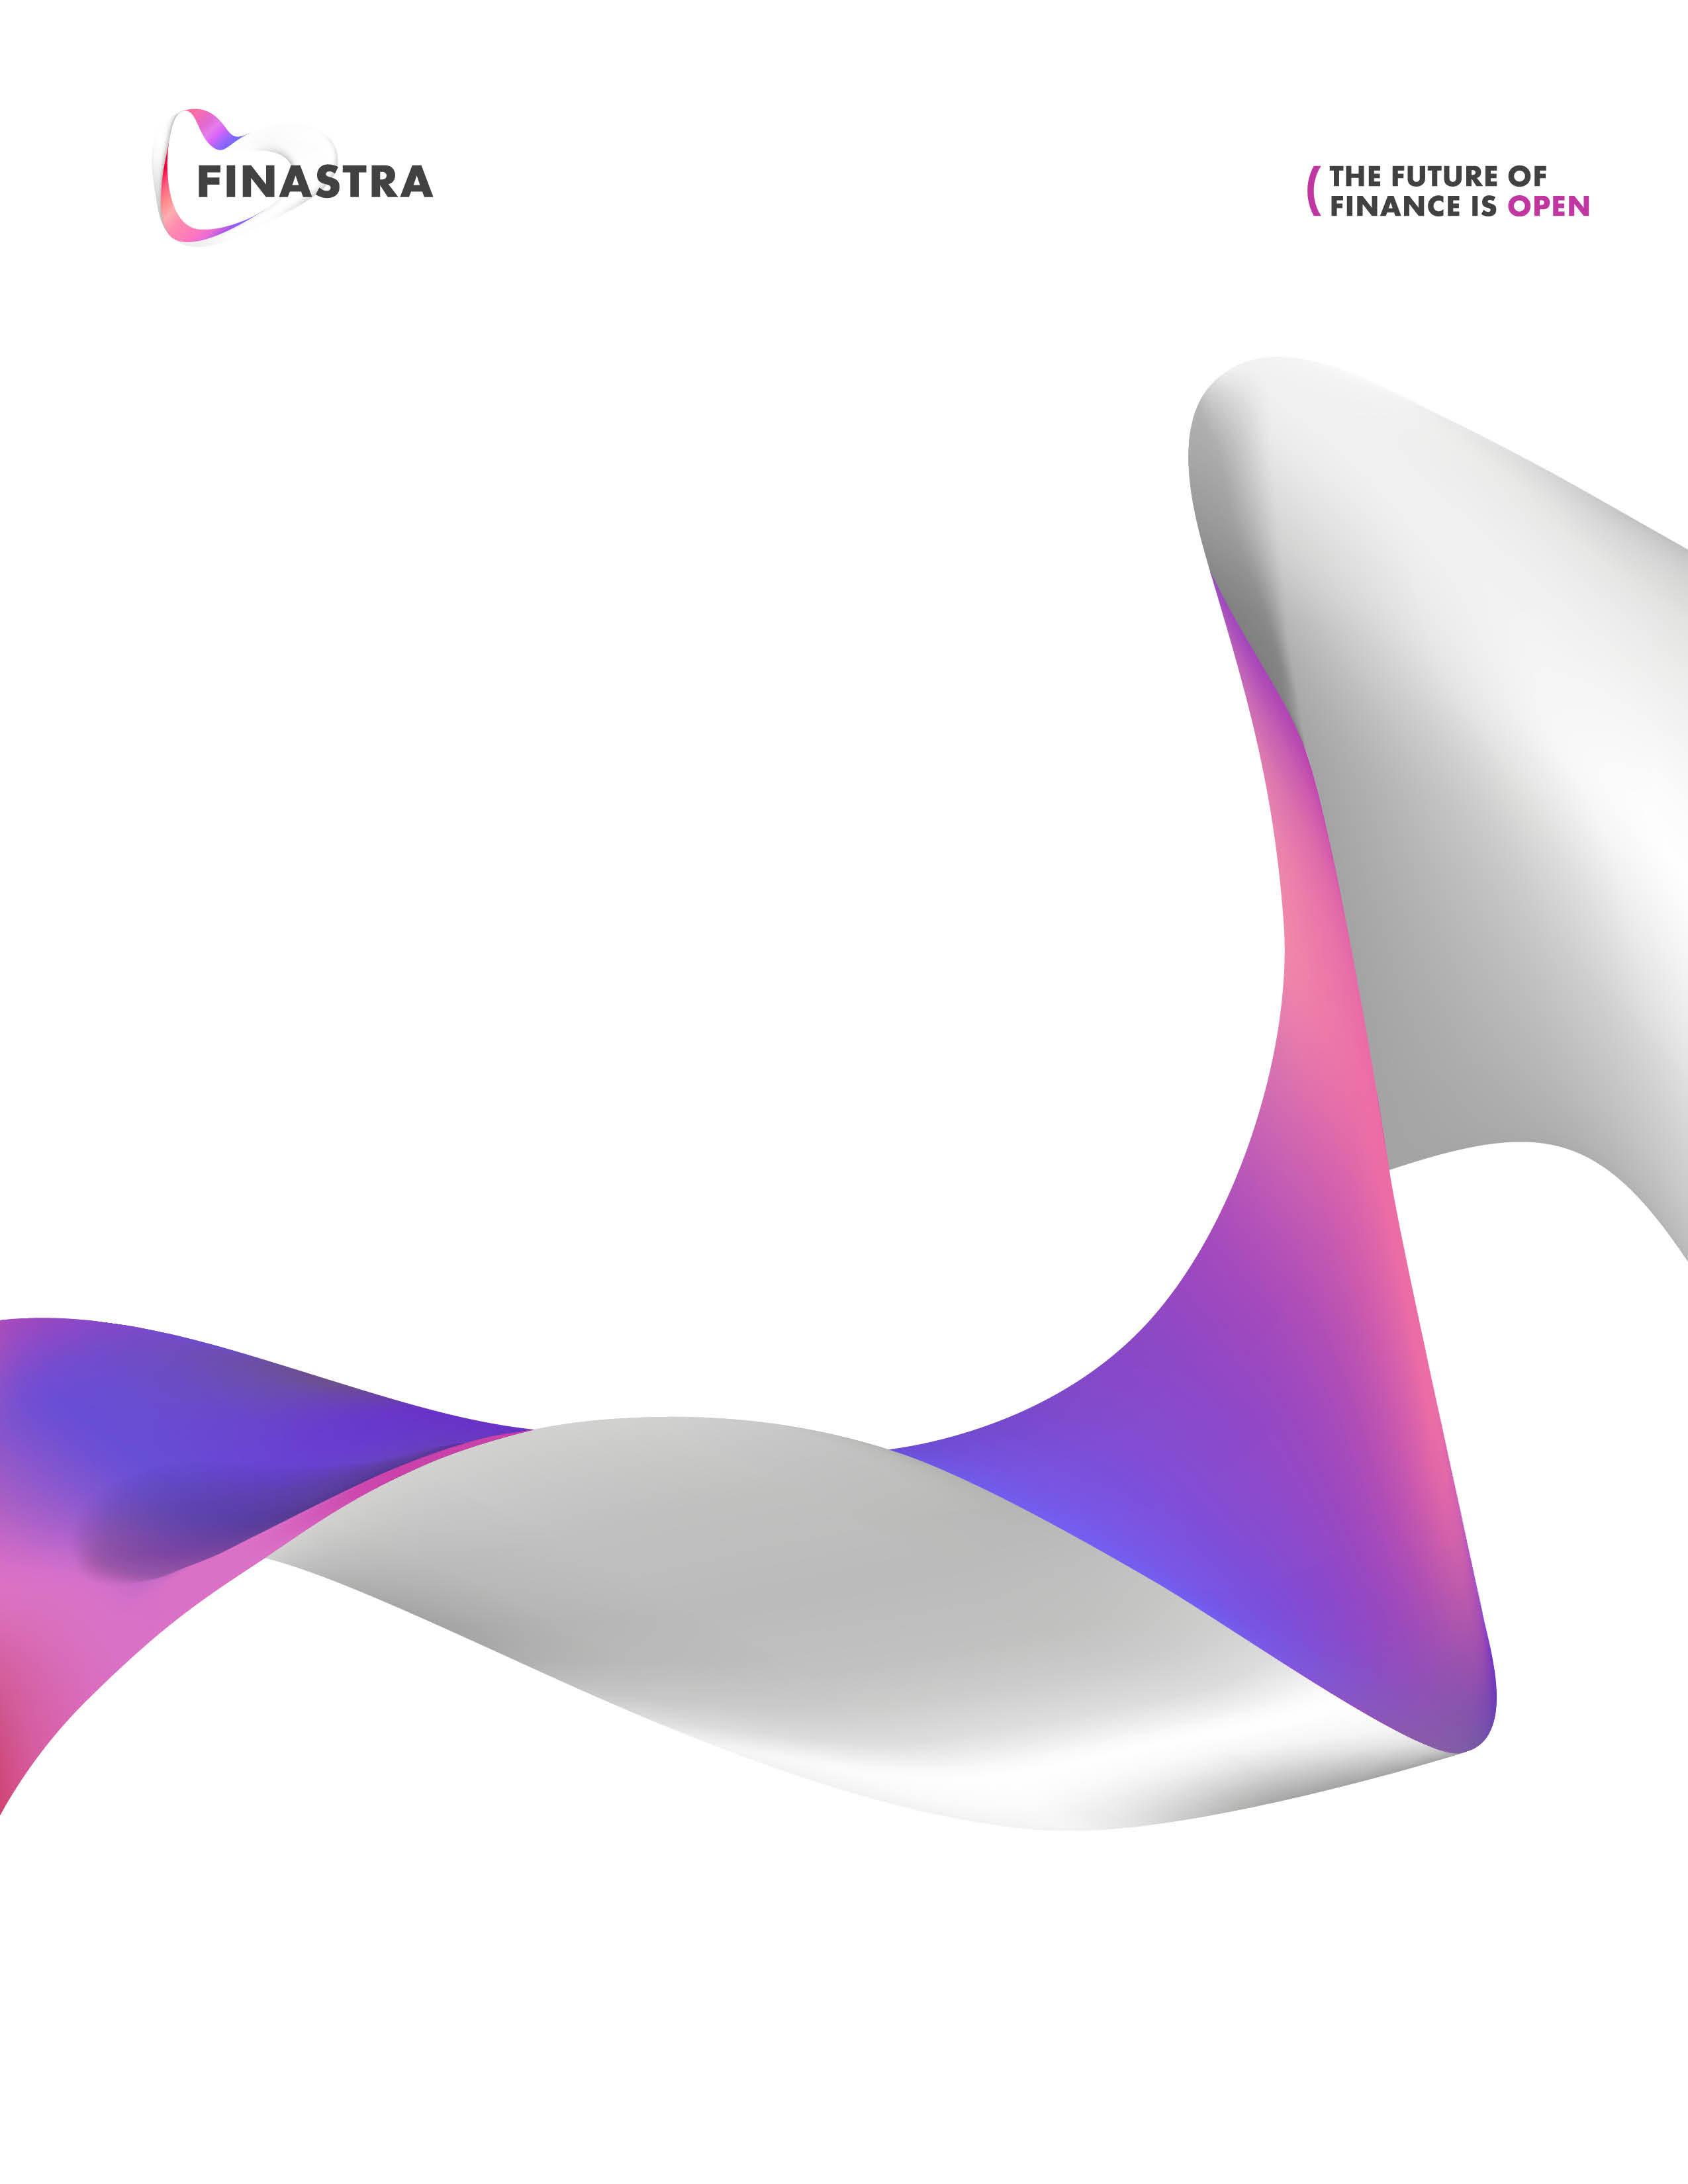 FINASTRA
THE FUTURE OF
FINANCE IS OPEN